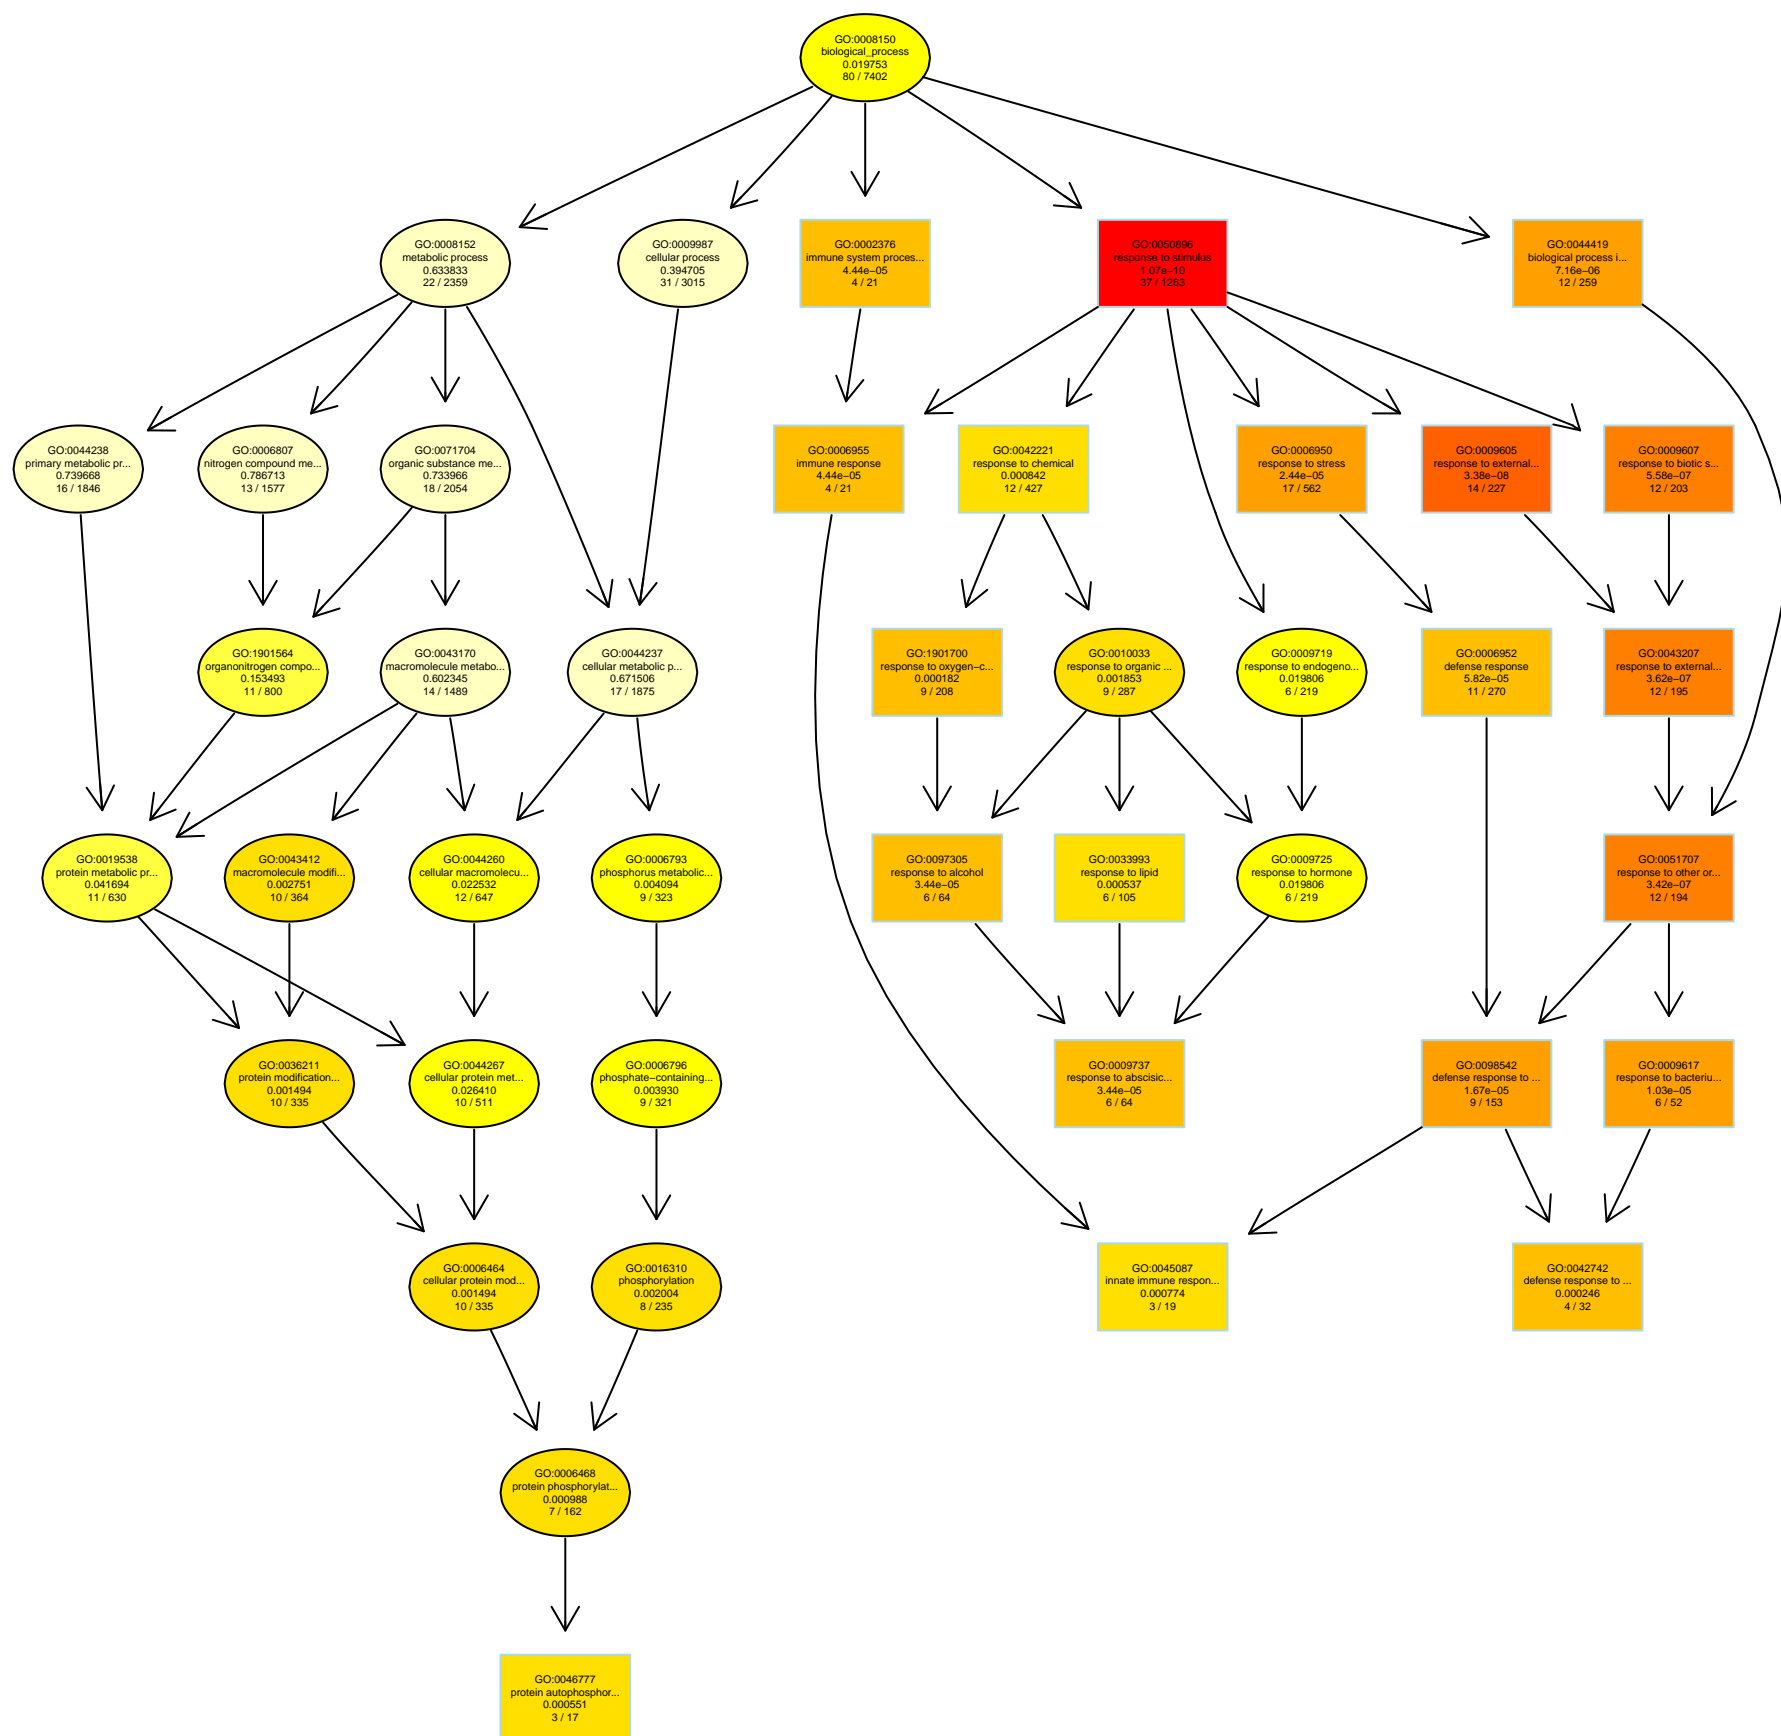 GO:0008150
biological_process
0.019753
80 / 7402
GO:0008152
metabolic process
0.633833
22 / 2359
GO:0009987
cellular process
0.394705
31 / 3015
GO:0002376
immune system proces...
4.44e−05
4 / 21
GO:0050896
response to stimulus
1.07e−10
37 / 1263
GO:0044419
biological process i...
7.16e−06
12 / 259
GO:0044238
primary metabolic pr...
0.739668
16 / 1846
GO:0006807
nitrogen compound me...
0.786713
13 / 1577
GO:0071704
organic substance me...
0.733966
18 / 2054
GO:0006955
immune response
4.44e−05
4 / 21
GO:0042221
response to chemical
0.000842
12 / 427
GO:0006950
response to stress
2.44e−05
17 / 562
GO:0009605
response to external...
3.38e−08
14 / 227
GO:0009607
response to biotic s...
5.58e−07
12 / 203
GO:1901564
organonitrogen compo...
0.153493
11 / 800
GO:0043170
macromolecule metabo...
0.602345
14 / 1489
GO:0044237
cellular metabolic p...
0.671506
17 / 1875
GO:1901700
response to oxygen−c...
0.000182
9 / 208
GO:0010033
response to organic ...
0.001853
9 / 287
GO:0009719
response to endogeno...
0.019806
6 / 219
GO:0006952
defense response
5.82e−05
11 / 270
GO:0043207
response to external...
3.62e−07
12 / 195
GO:0019538
protein metabolic pr...
0.041694
11 / 630
GO:0043412
macromolecule modifi...
0.002751
10 / 364
GO:0044260
cellular macromolecu...
0.022532
12 / 647
GO:0006793
phosphorus metabolic...
0.004094
9 / 323
GO:0097305
response to alcohol
3.44e−05
6 / 64
GO:0033993
response to lipid
0.000537
6 / 105
GO:0009725
response to hormone
0.019806
6 / 219
GO:0051707
response to other or...
3.42e−07
12 / 194
GO:0036211
protein modification...
0.001494
10 / 335
GO:0044267
cellular protein met...
0.026410
10 / 511
GO:0006796
phosphate−containing...
0.003930
9 / 321
GO:0009737
response to abscisic...
3.44e−05
6 / 64
GO:0098542
defense response to ...
1.67e−05
9 / 153
GO:0009617
response to bacteriu...
1.03e−05
6 / 52
GO:0006464
cellular protein mod...
0.001494
10 / 335
GO:0016310
phosphorylation
0.002004
8 / 235
GO:0045087
innate immune respon...
0.000774
3 / 19
GO:0042742
defense response to ...
0.000246
4 / 32
GO:0006468
protein phosphorylat...
0.000988
7 / 162
GO:0046777
protein autophosphor...
0.000551
3 / 17